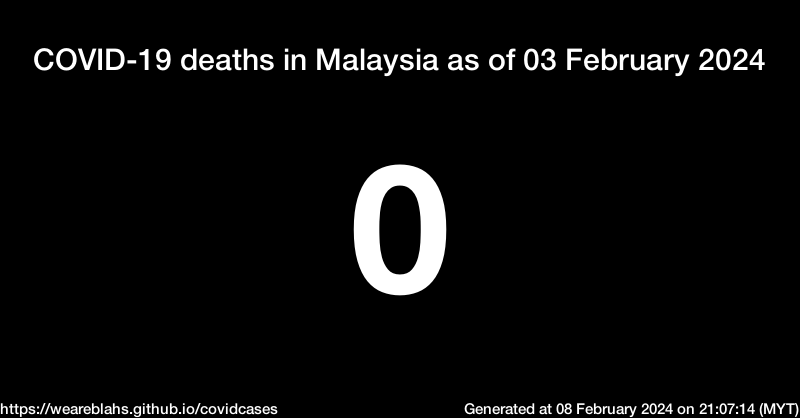 COVID-19 deaths in Malaysia as of 03 February 2024
0
https://weareblahs.github.io/covidcases
Generated at 08 February 2024 on 21:07:14 (MYT)